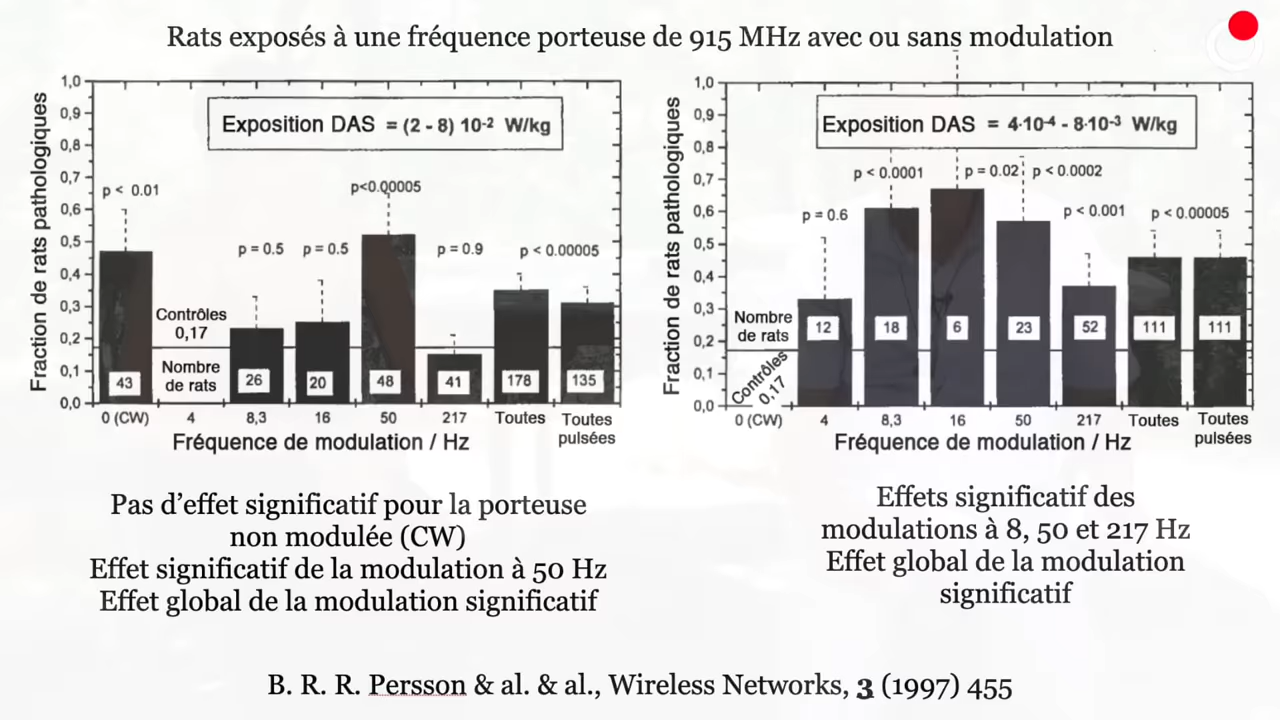 Rats exposés à une fréquence porteuse de 915 MHz avec ou sans modulation
Fraction de rats pathologiques
1,0
0,9
0,8
0,7
0,6
0,5
0,4
0,3
0,2
0,1
0,0
Exposition DAS = (2 - 8) 10-2 W/kg
p < 0.01
p = 0.5
p = 0.5
p<0.00005
p = 0.9
p < 0.00005
Contrôles
0,17
Nombre
de rats
43
26
20
48
41
178
135
0 (CW)
4
8,3
16
50
217
Toutes
Toutes
pulsées
Fréquence de modulation / Hz
Fraction de rats pathologiques
1,0
0,9
0,8
0,7
0,6
0,5
0,4
0,3
0,2
0,1
0,0
Exposition DAS = 4·10-4 - 8·10-3 W/kg
p = 0.6
p < 0.0001
p = 0.02
p < 0.0002
p < 0.001
p < 0.00005
Nombre
de rats
Contrôles
0,17
12
18
6
23
52
111
111
0 (CW)
4
8,3
16
50
217
Toutes
Toutes
pulsées
Fréquence de modulation / Hz
Pas d’effet significatif pour la porteuse
non modulée (CW)
Effet significatif de la modulation à 50 Hz
Effet global de la modulation significatif
Effets significatif des
modulations à 8, 50 et 217 Hz
Effet global de la modulation
significatif
B. R. R. Persson & al. & al., Wireless Networks, 3 (1997) 455